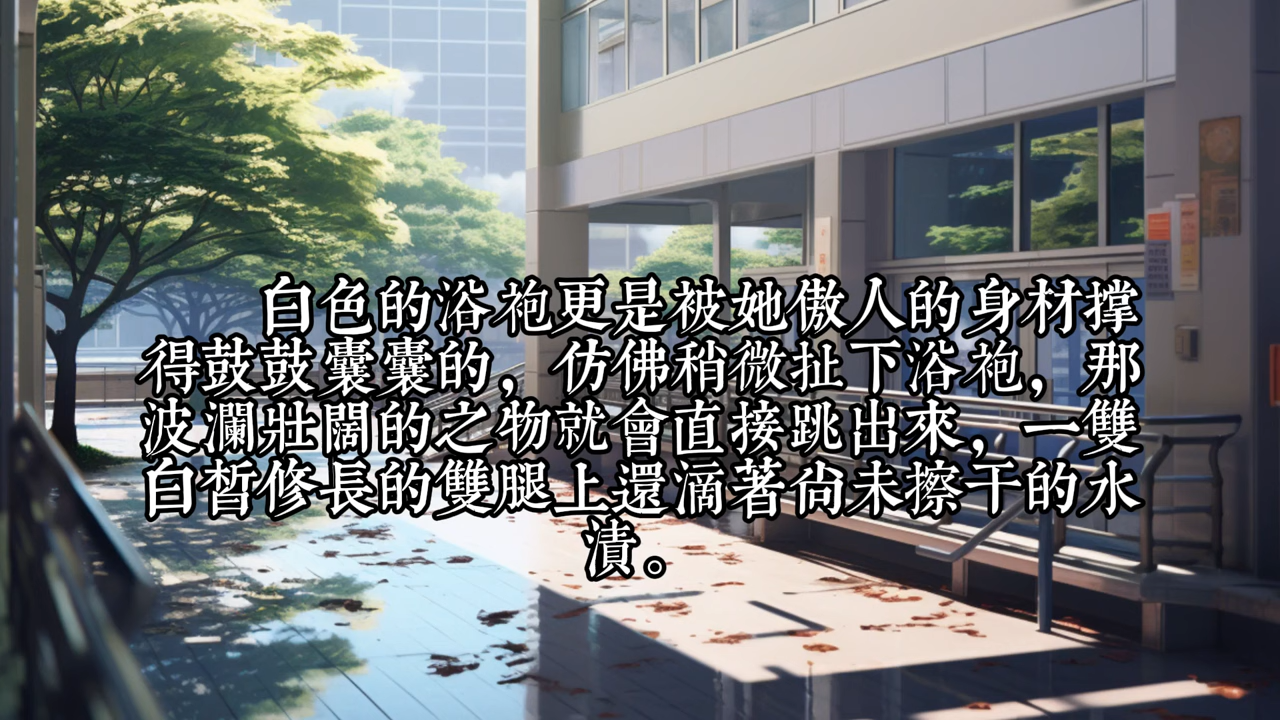 白色的浴袍更是被她傲人的身材撐
得鼓鼓囊囊的，仿佛稍微扯下浴袍，那
波瀾壯闊的之物就會直接跳出來，一雙
白皙修長的雙腿上還滴著尚未擦干的水
漬。